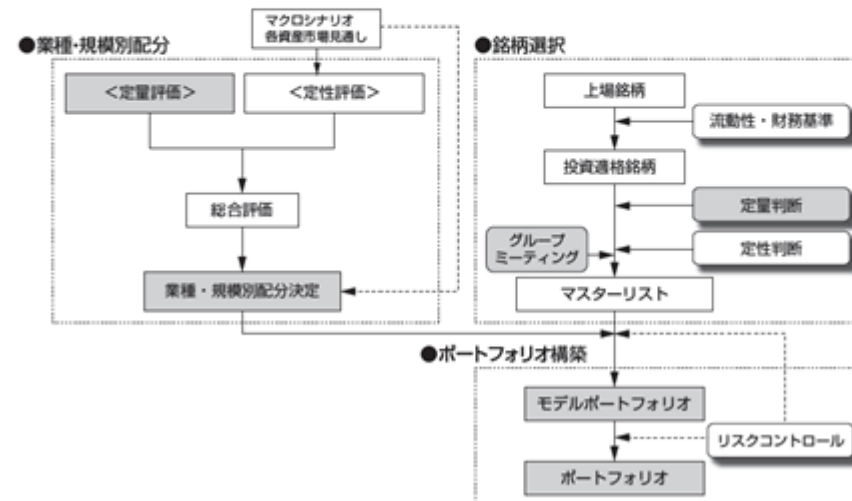 マクロシナリオ
各資産市場見通し
●業種・規模別配分
＜定量評価＞
＜定性評価＞
総合評価
業種・規模別配分決定
●銘柄選択
上場銘柄
流動性・財務基準
投資適格銘柄
定量判断
グループ
ミーティング
定性判断
マスターリスト
●ポートフォリオ構築
モデルポートフォリオ
リスクコントロール
ポートフォリオ